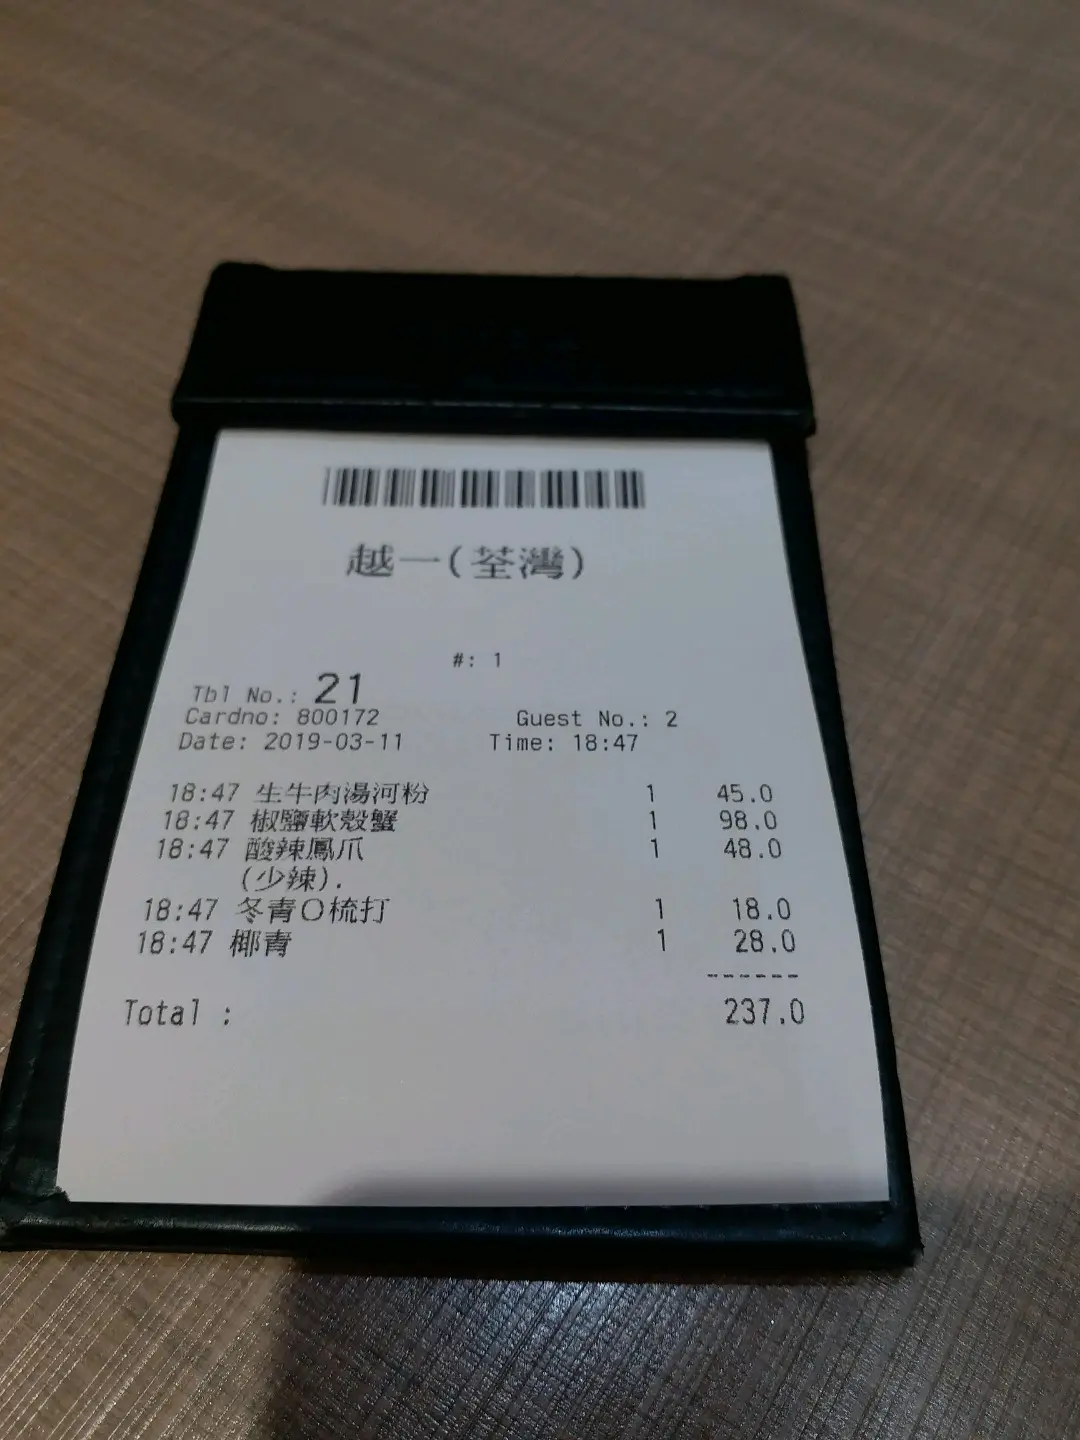 越一(荃灣)
#: 1
Tbl No.: 21
Cardno: 800172 Guest No.: 2
Date: 2019-03-11 Time: 18:47
18:47 生牛肉湯河粉 1 45.0
18:47 椒鹽軟殼蟹 1 98.0
18:47 酸辣鳳爪 1 48.0
(少辣).
18:47 冬青O梳打 1 18.0
18:47 椰青 1 28.0
------
Total : 237.0